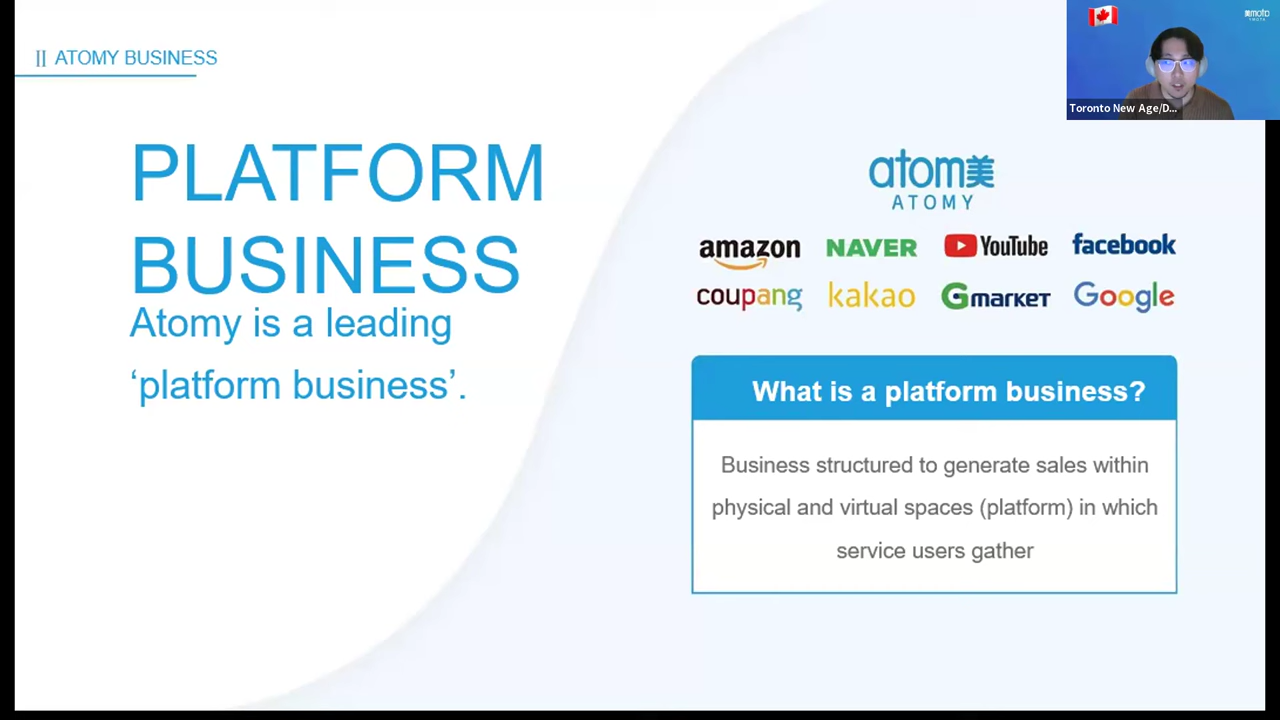 || ATOMY BUSINESS
PLATFORM
BUSINESS
Atomy is a leading
‘platform business’.
atom美
ATOMY
amazon NAVER YouTube facebook
coupang kakao Gmarket Google
What is a platform business?
Business structured to generate sales within
physical and virtual spaces (platform) in which
service users gather
Toronto New Age/D...